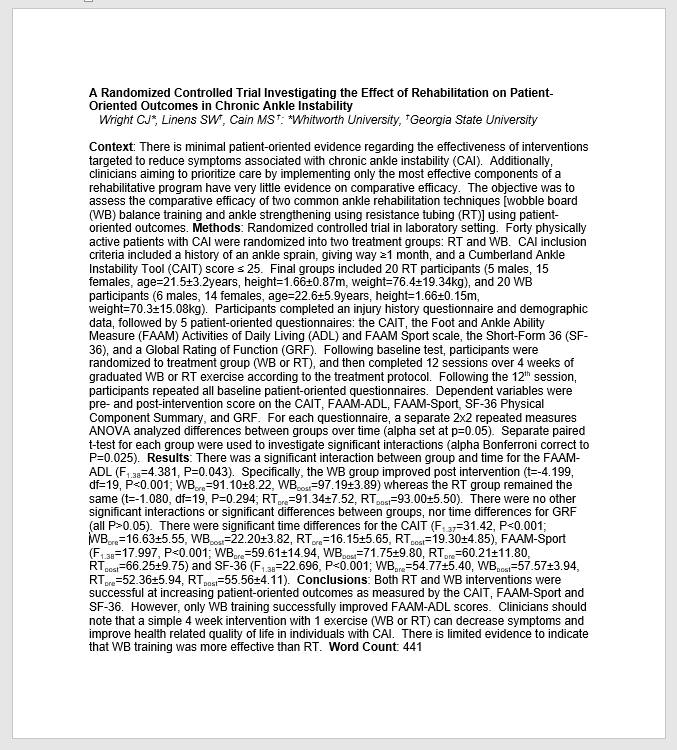 A Randomized Controlled Trial Investigating the Effect of Rehabilitation on Patient-
Oriented Outcomes in Chronic Ankle Instability
Wright CJ*, Linens SW†, Cain MS†: *Whitworth University, †Georgia State University
Context: There is minimal patient-oriented evidence regarding the effectiveness of interventions
targeted to reduce symptoms associated with chronic ankle instability (CAI). Additionally,
clinicians aiming to prioritize care by implementing only the most effective components of a
rehabilitative program have very little evidence on comparative efficacy. The objective was to
assess the comparative efficacy of two common ankle rehabilitation techniques [wobble board
(WB) balance training and ankle strengthening using resistance tubing (RT)] using patient-
oriented outcomes. Methods: Randomized controlled trial in laboratory setting. Forty physically
active patients with CAI were randomized into two treatment groups: RT and WB. CAI inclusion
criteria included a history of an ankle sprain, giving way ≥1 month, and a Cumberland Ankle
Instability Tool (CAIT) score ≤ 25. Final groups included 20 RT participants (5 males, 15
females, age=21.5±3.2years, height=1.66±0.87m, weight=76.4±19.34kg), and 20 WB
participants (6 males, 14 females, age=22.6±5.9years, height=1.66±0.15m,
weight=70.3±15.08kg). Participants completed an injury history questionnaire and demographic
data, followed by 5 patient-oriented questionnaires: the CAIT, the Foot and Ankle Ability
Measure (FAAM) Activities of Daily Living (ADL) and FAAM Sport scale, the Short-Form 36 (SF-
36), and a Global Rating of Function (GRF). Following baseline test, participants were
randomized to treatment group (WB or RT), and then completed 12 sessions over 4 weeks of
graduated WB or RT exercise according to the treatment protocol. Following the 12th session,
participants repeated all baseline patient-oriented questionnaires. Dependent variables were
pre- and post-intervention score on the CAIT, FAAM-ADL, FAAM-Sport, SF-36 Physical
Component Summary, and GRF. For each questionnaire, a separate 2x2 repeated measures
ANOVA analyzed differences between groups over time (alpha set at p=0.05). Separate paired
t-test for each group were used to investigate significant interactions (alpha Bonferroni correct to
P=0.025). Results: There was a significant interaction between group and time for the FAAM-
ADL (F1,38=4.381, P=0.043). Specifically, the WB group improved post intervention (t=-4.199,
df=19, P<0.001; WBpre=91.10±8.22, WBpost=97.19±3.89) whereas the RT group remained the
same (t=-1.080, df=19, P=0.294; RTpre=91.34±7.52, RTpost=93.00±5.50). There were no other
significant interactions or significant differences between groups, nor time differences for GRF
(all P>0.05). There were significant time differences for the CAIT (F1,37=31.42, P<0.001;
WBpre=16.63±5.55, WBpost=22.20±3.82, RTpre=16.15±5.65, RTpost=19.30±4.85), FAAM-Sport
(F1,38=17.997, P<0.001; WBpre=59.61±14.94, WBpost=71.75±9.80, RTpre=60.21±11.80,
RTpost=66.25±9.75) and SF-36 (F1,38=22.696, P<0.001; WBpre=54.77±5.40, WBpost=57.57±3.94,
RTpre=52.36±5.94, RTpost=55.56±4.11). Conclusions: Both RT and WB interventions were
successful at increasing patient-oriented outcomes as measured by the CAIT, FAAM-Sport and
SF-36. However, only WB training successfully improved FAAM-ADL scores. Clinicians should
note that a simple 4 week intervention with 1 exercise (WB or RT) can decrease symptoms and
improve health related quality of life in individuals with CAI. There is limited evidence to indicate
that WB training was more effective than RT. Word Count: 441